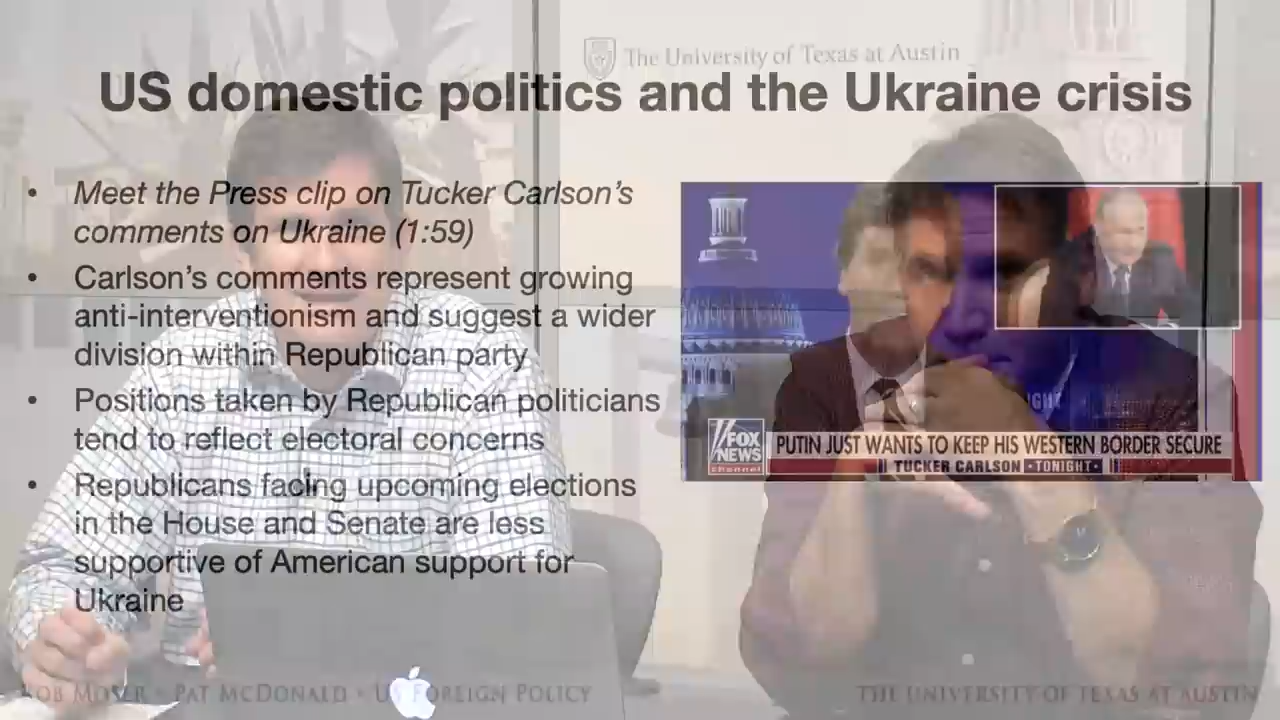 The University of Texas at Austin
US domestic politics and the Ukraine crisis
• Meet the Press clip on Tucker Carlson’s
comments on Ukraine (1:59)
• Carlson’s comments represent growing
anti-interventionism and suggest a wider
division within Republican party
• Positions taken by Republican politicians
tend to reflect electoral concerns
• Republicans facing upcoming elections
in the House and Senate are less
supportive of American support for
Ukraine
FOX
NEWS
channel
PUTIN JUST WANTS TO KEEP HIS WESTERN BORDER SECURE
TUCKER CARLSON TONIGHT
BOB MOSER • PAT MCDONALD • US FOREIGN POLICY
THE UNIVERSITY OF TEXAS AT AUSTIN